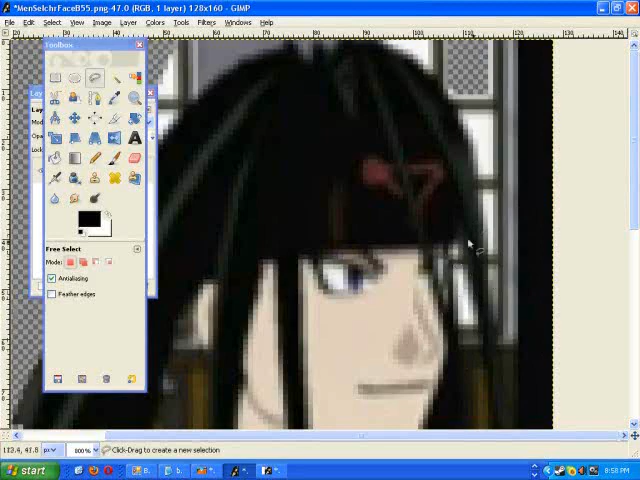 *MenSelchrFaceB55.png-47.0 (RGB, 1 layer) 128x160 - GIMP
File Edit Select View Image Layer Colors Tools Filters Windows Help
Toolbox
Free Select
Mode:
Antialiasing
Feather edges
113.4, 41.8 px 800% Click-Drag to create a new selection
start 8:58 PM